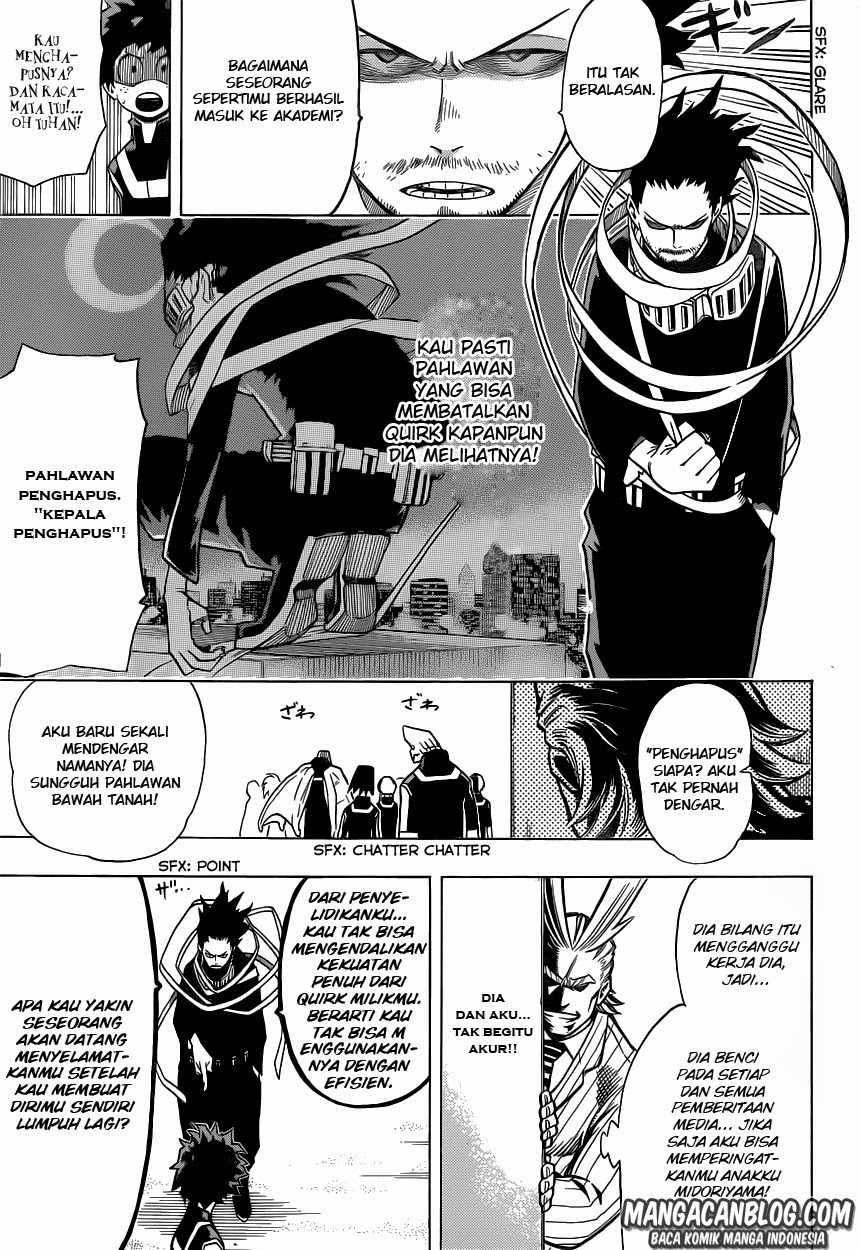 SFX: GLARE
ITU TAK
BERALASAN.
BAGAIMANA
SESEORANG
SEPERTIMU BERHASIL
MASUK KE AKADEMI?
KAU
MENCHA-
PUSNYA?
DAN KACA-
MATA ITU!...
OH TUHAN!
KAU PASTI
PAHLAWAN
YANG BISA
MEMBATALKAN
QUIRK KAPANPUN
DIA MELIHATNYA!
PAHLAWAN
PENGHAPUS.
"KEPALA
PENGHAPUS"!
"PENGHAPUS"
SIAPA? AKU
TAK PERNAH
DENGAR.
ざわ
ざわ
SFX: CHATTER CHATTER
AKU BARU SEKALI
MENDENGAR
NAMANYA! DIA
SUNGGUH PAHLAWAN
BAWAH TANAH!
DIA BILANG ITU
MENGGANGGU
KERJA DIA,
JADI...
DIA BENCI
PADA SETIAP
DAN SEMUA
PEMBERITAAN
MEDIA... JIKA
SAJA AKU BISA
MEMPERINGAT-
KANMU ANAKKU
MIDORIYAMA!
DIA
DAN AKU...
TAK BEGITU
AKUR!!
SFX: POINT
DARI PENYE-
LIDIKANKU...
KAU TAK BISA
MENGENDALIKAN
KEKUATAN
PENUH DARI
QUIRK MILIKMU.
BERARTI KAU
TAK BISA M
ENGGUNAKAN-
NYA DENGAN
EFISIEN.
APA KAU YAKIN
SESEORANG
AKAN DATANG
MENYELAMAT-
KANMU SETELAH
KAU MEMBUAT
DIRIMU SENDIRI
LUMPUH LAGI?
MANGACANBLOG.COM
BACA KOMIK MANGA INDONESIA